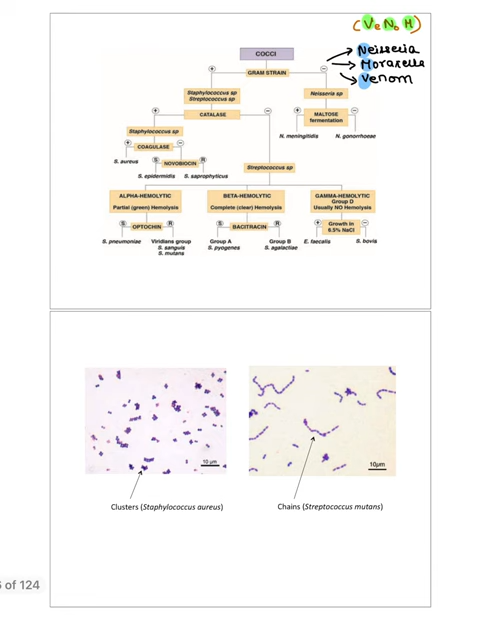 (VeNoM)
Neisseria
Moraxella
Venom
COCCI
+ GRAM STRAIN −
Staphylococcus sp
Streptococcus sp
Neisseria sp
+ CATALASE −
+ MALTOSE −
fermentation
Staphylococcus sp
N. meningitidis N. gonorrhoeae
+ COAGULASE −
S. aureus
S NOVOBIOCIN R
Streptococcus sp
S. epidermidis S. saprophyticus
ALPHA-HEMOLYTIC
Partial (green) Hemolysis
BETA-HEMOLYTIC
Complete (clear) Hemolysis
GAMMA-HEMOLYTIC
Group D
Usually NO Hemolysis
S OPTOCHIN R
S BACITRACIN R
+ Growth in −
6.5% NaCl
S. pneumoniae
Viridians group
S. sanguis
S. mutans
Group A
S. pyogenes
Group B
S. agalactiae
E. faecalis S. bovis
10 μm
10μm
Clusters (Staphylococcus aureus)
Chains (Streptococcus mutans)
of 124